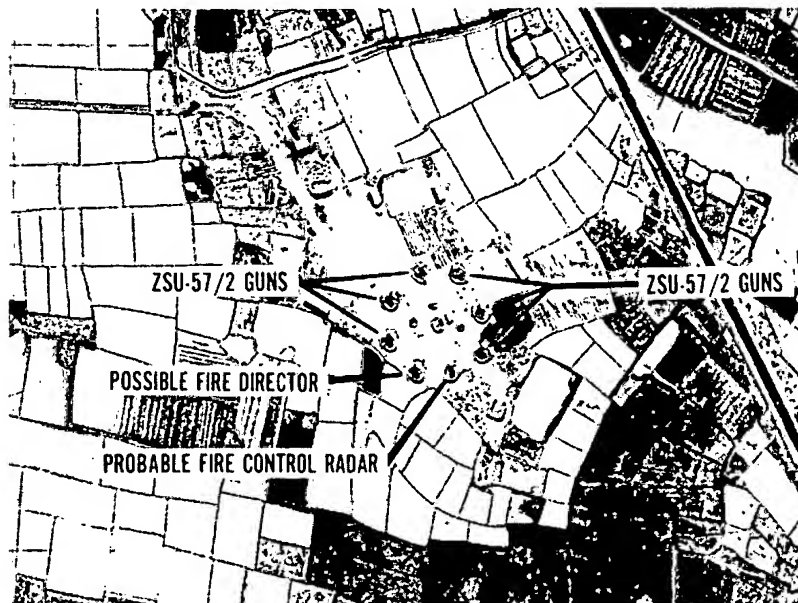 ZSU-57/2 GUNS
ZSU-57/2 GUNS
POSSIBLE FIRE DIRECTOR
PROBABLE FIRE CONTROL RADAR